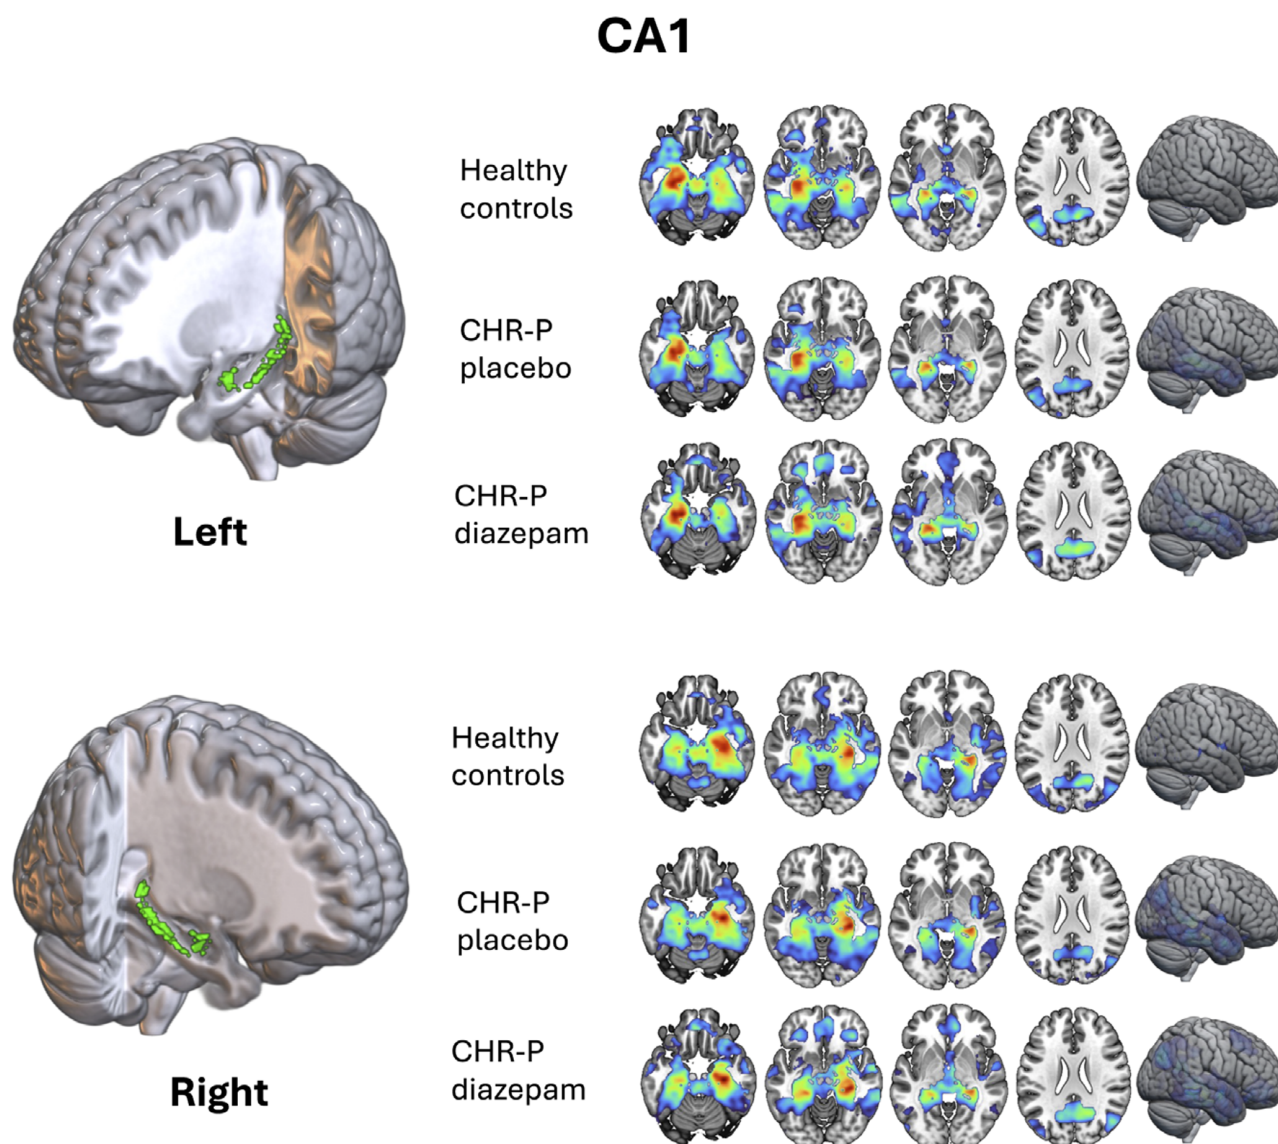 CA1
Healthy
controls
CHR-P
placebo
CHR-P
diazepam
Left
Healthy
controls
CHR-P
placebo
CHR-P
diazepam
Right